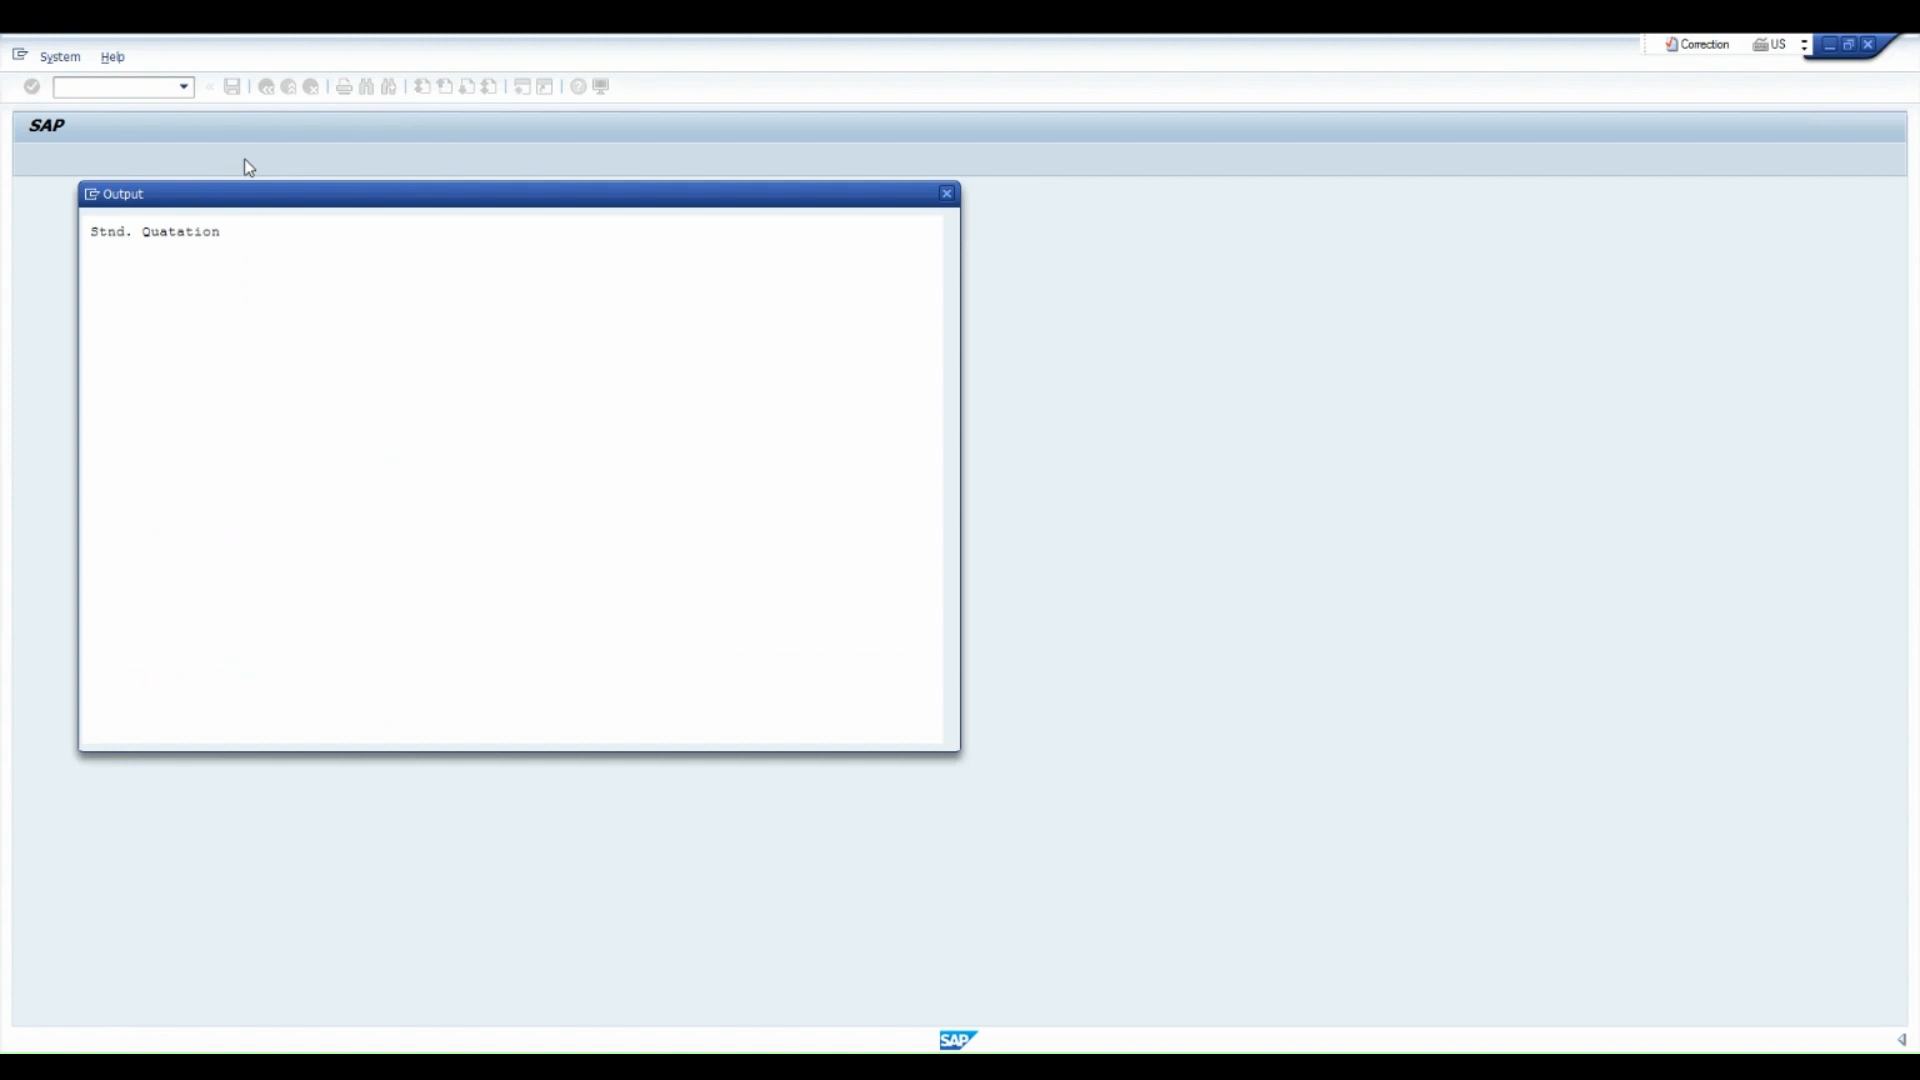 System Help
Correction US
SAP
Output
Stnd. Quatation
SAP